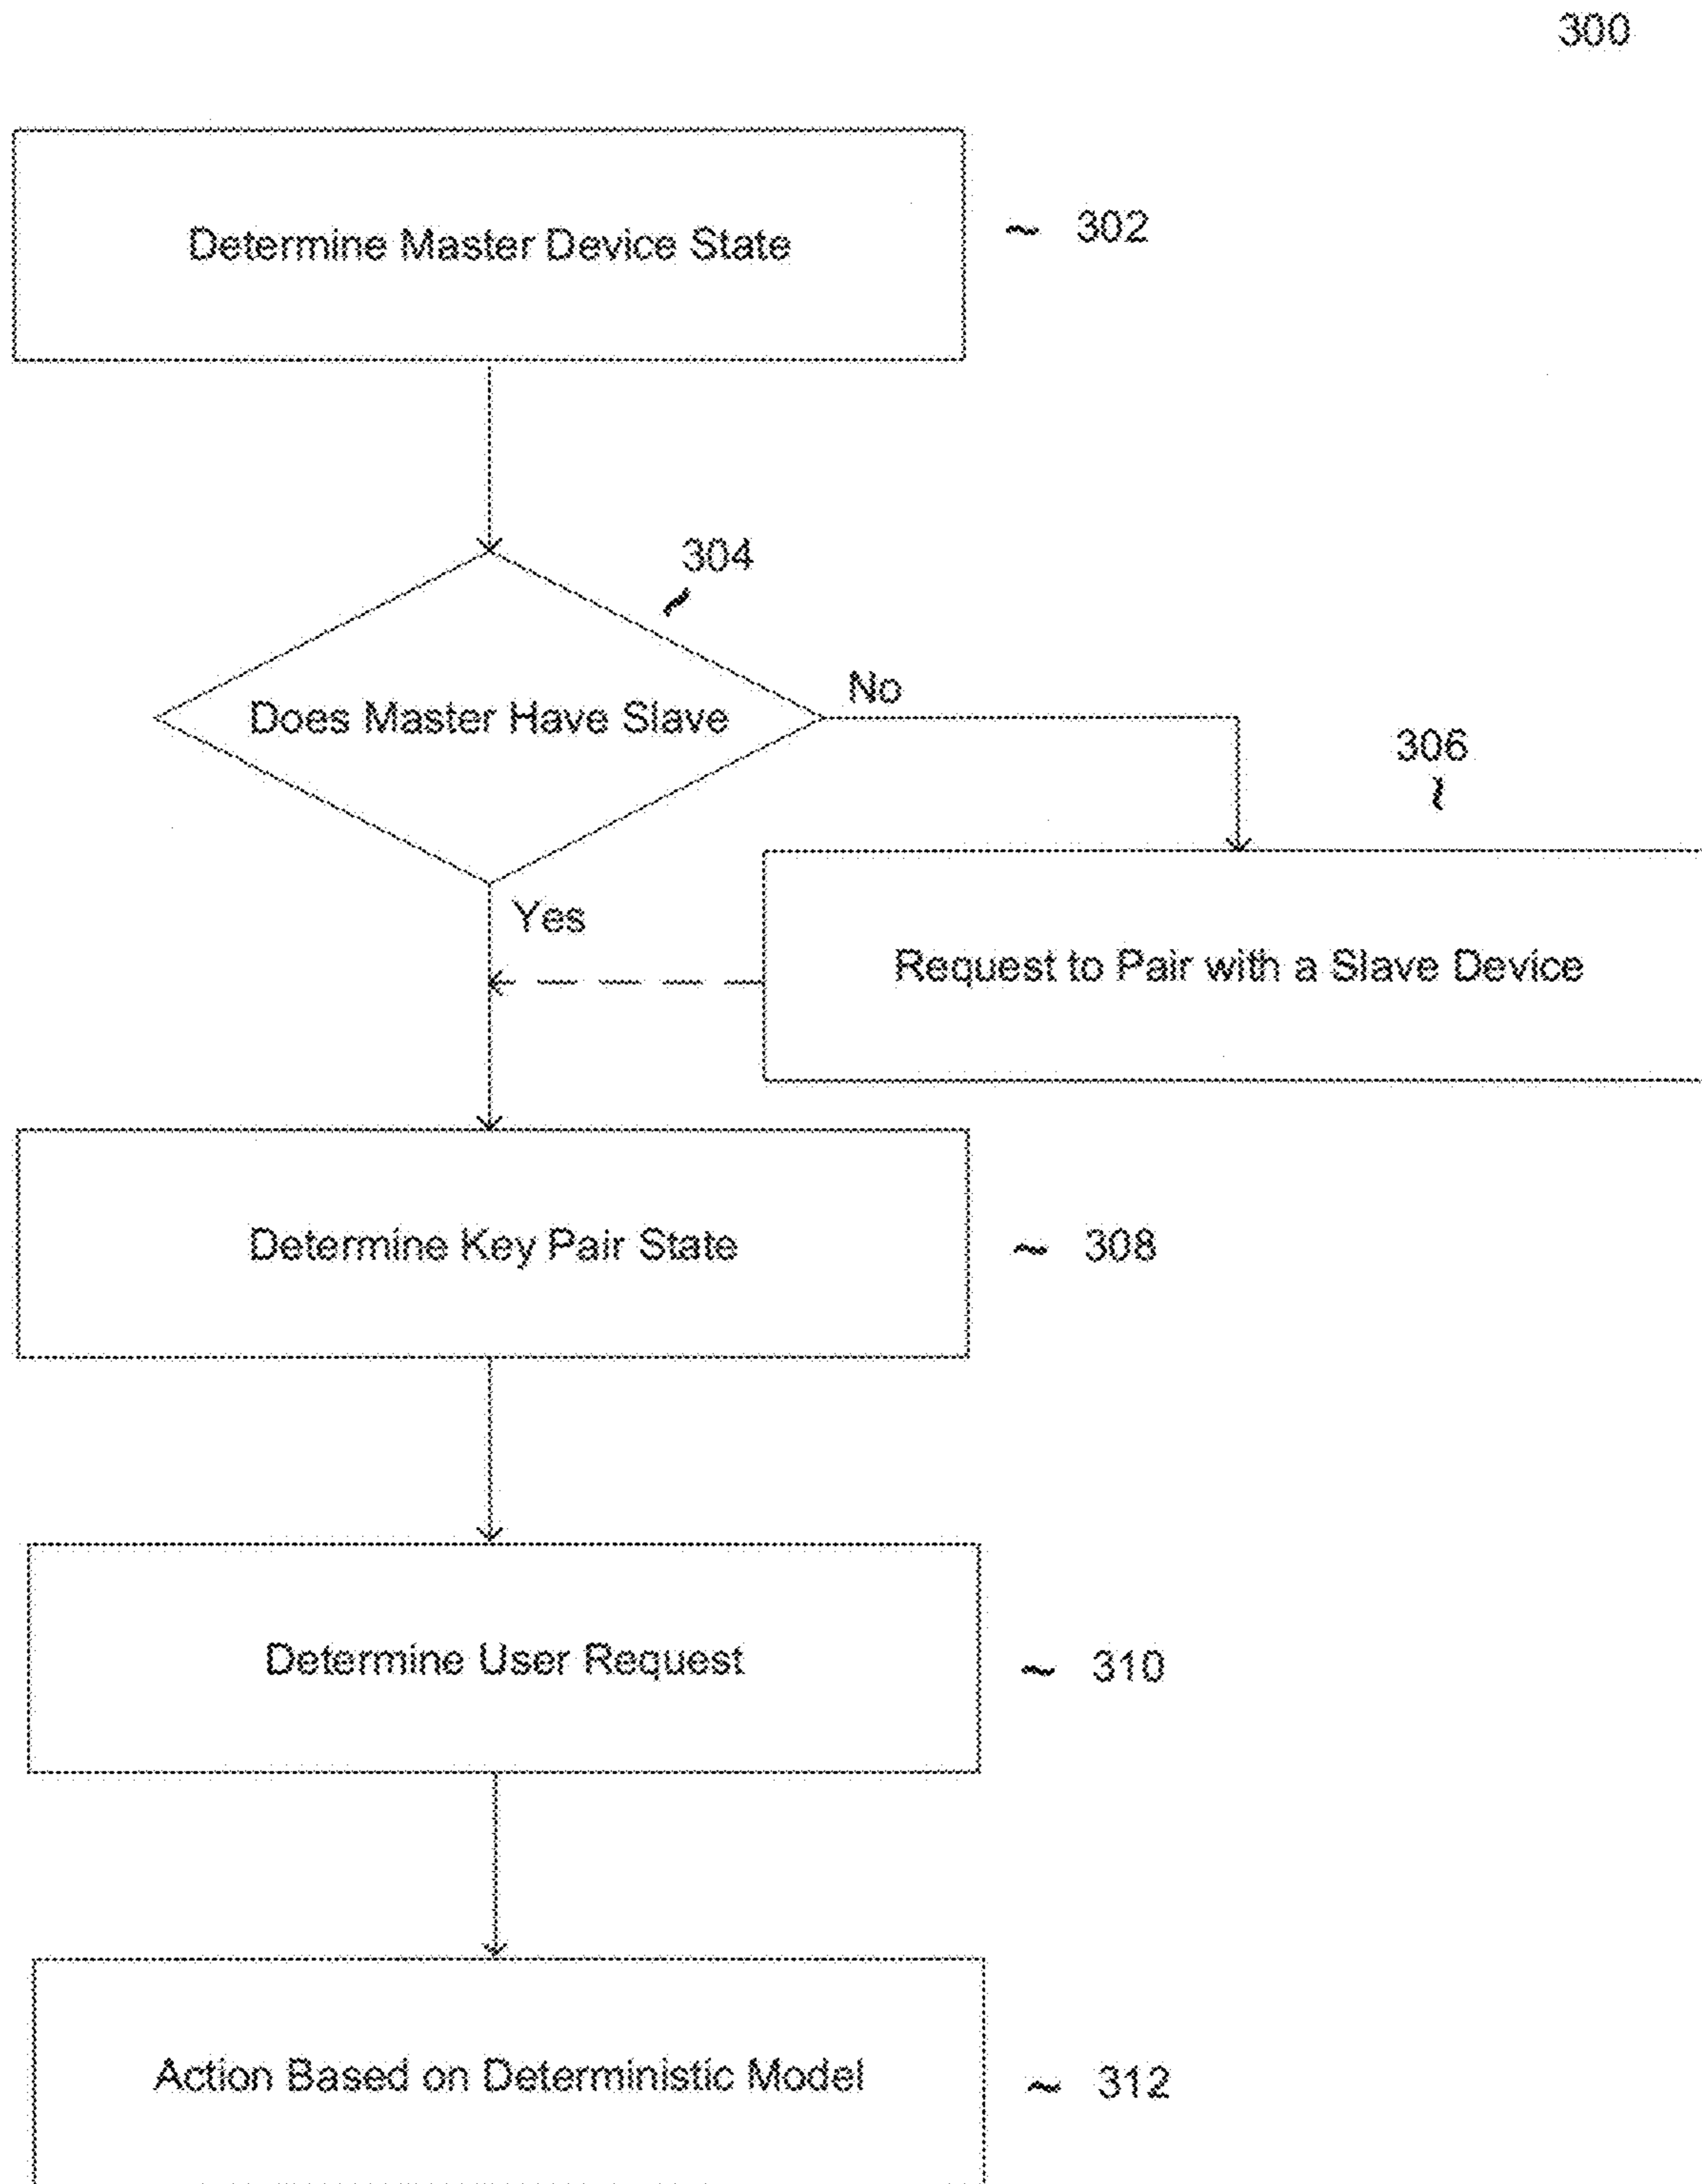 300
Determine Master Device State
~ 302
304
~
Does Master Have Slave
No
306
~
Yes
Request to Pair with a Slave Device
Determine Key Pair State
~ 308
Determine User Request
~ 310
Action Based on Deterministic Model
~ 312